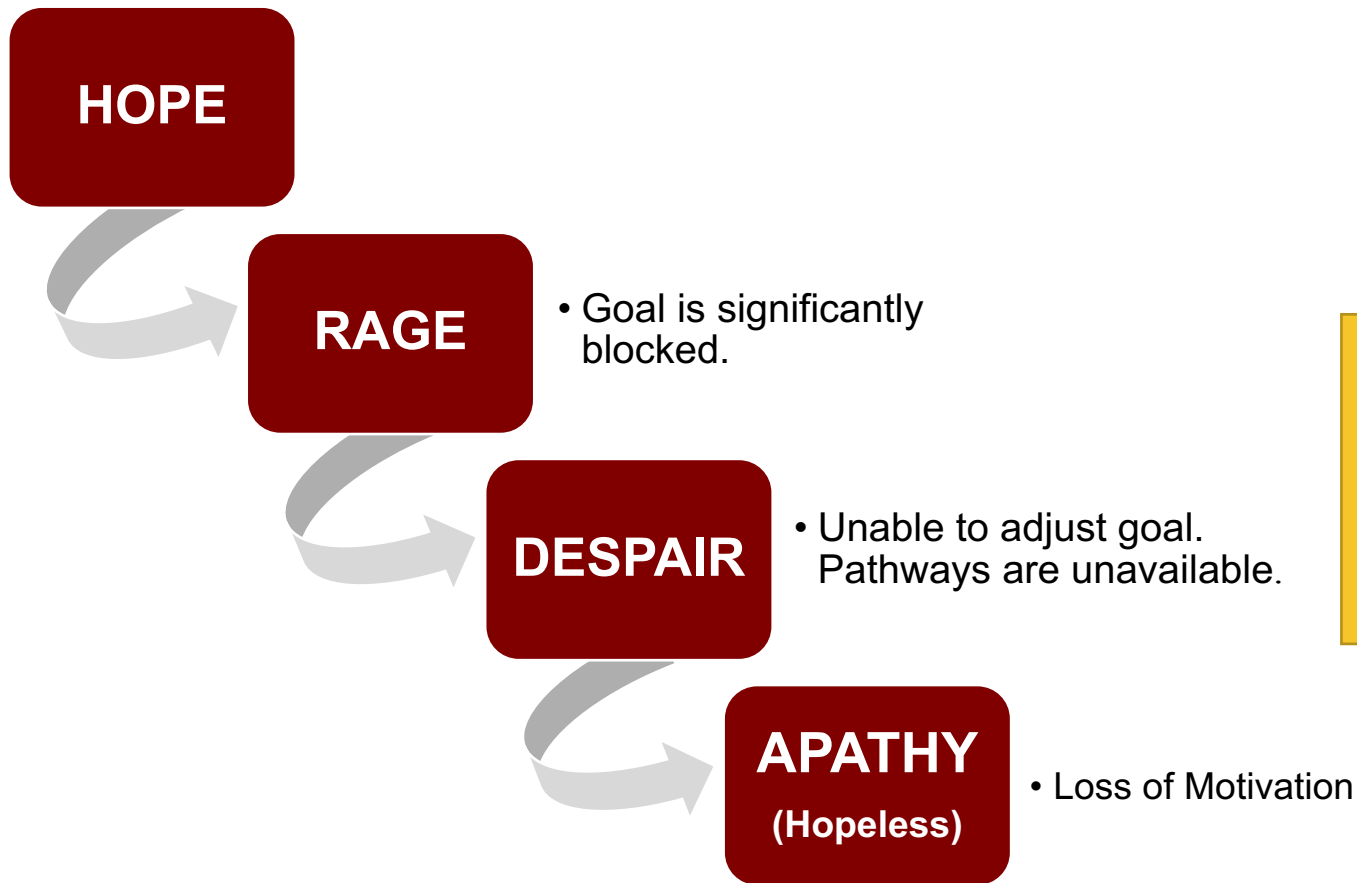 HOPE
RAGE
• Goal is significantly
blocked.
DESPAIR
• Unable to adjust goal.
Pathways are unavailable.
APATHY
(Hopeless)
• Loss of Motivation